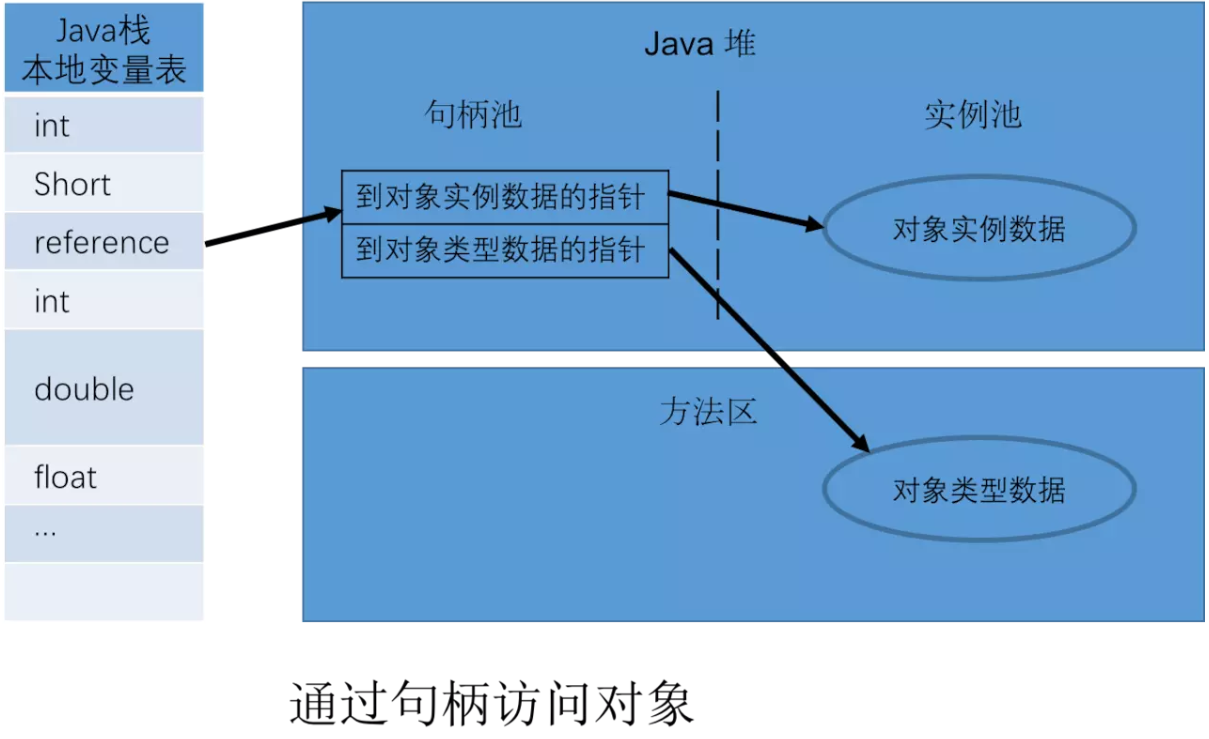 Java栈
本地变量表
int
Short
reference
int
double
float
...
Java 堆
句柄池
实例池
到对象实例数据的指针
到对象类型数据的指针
对象实例数据
方法区
对象类型数据
通过句柄访问对象